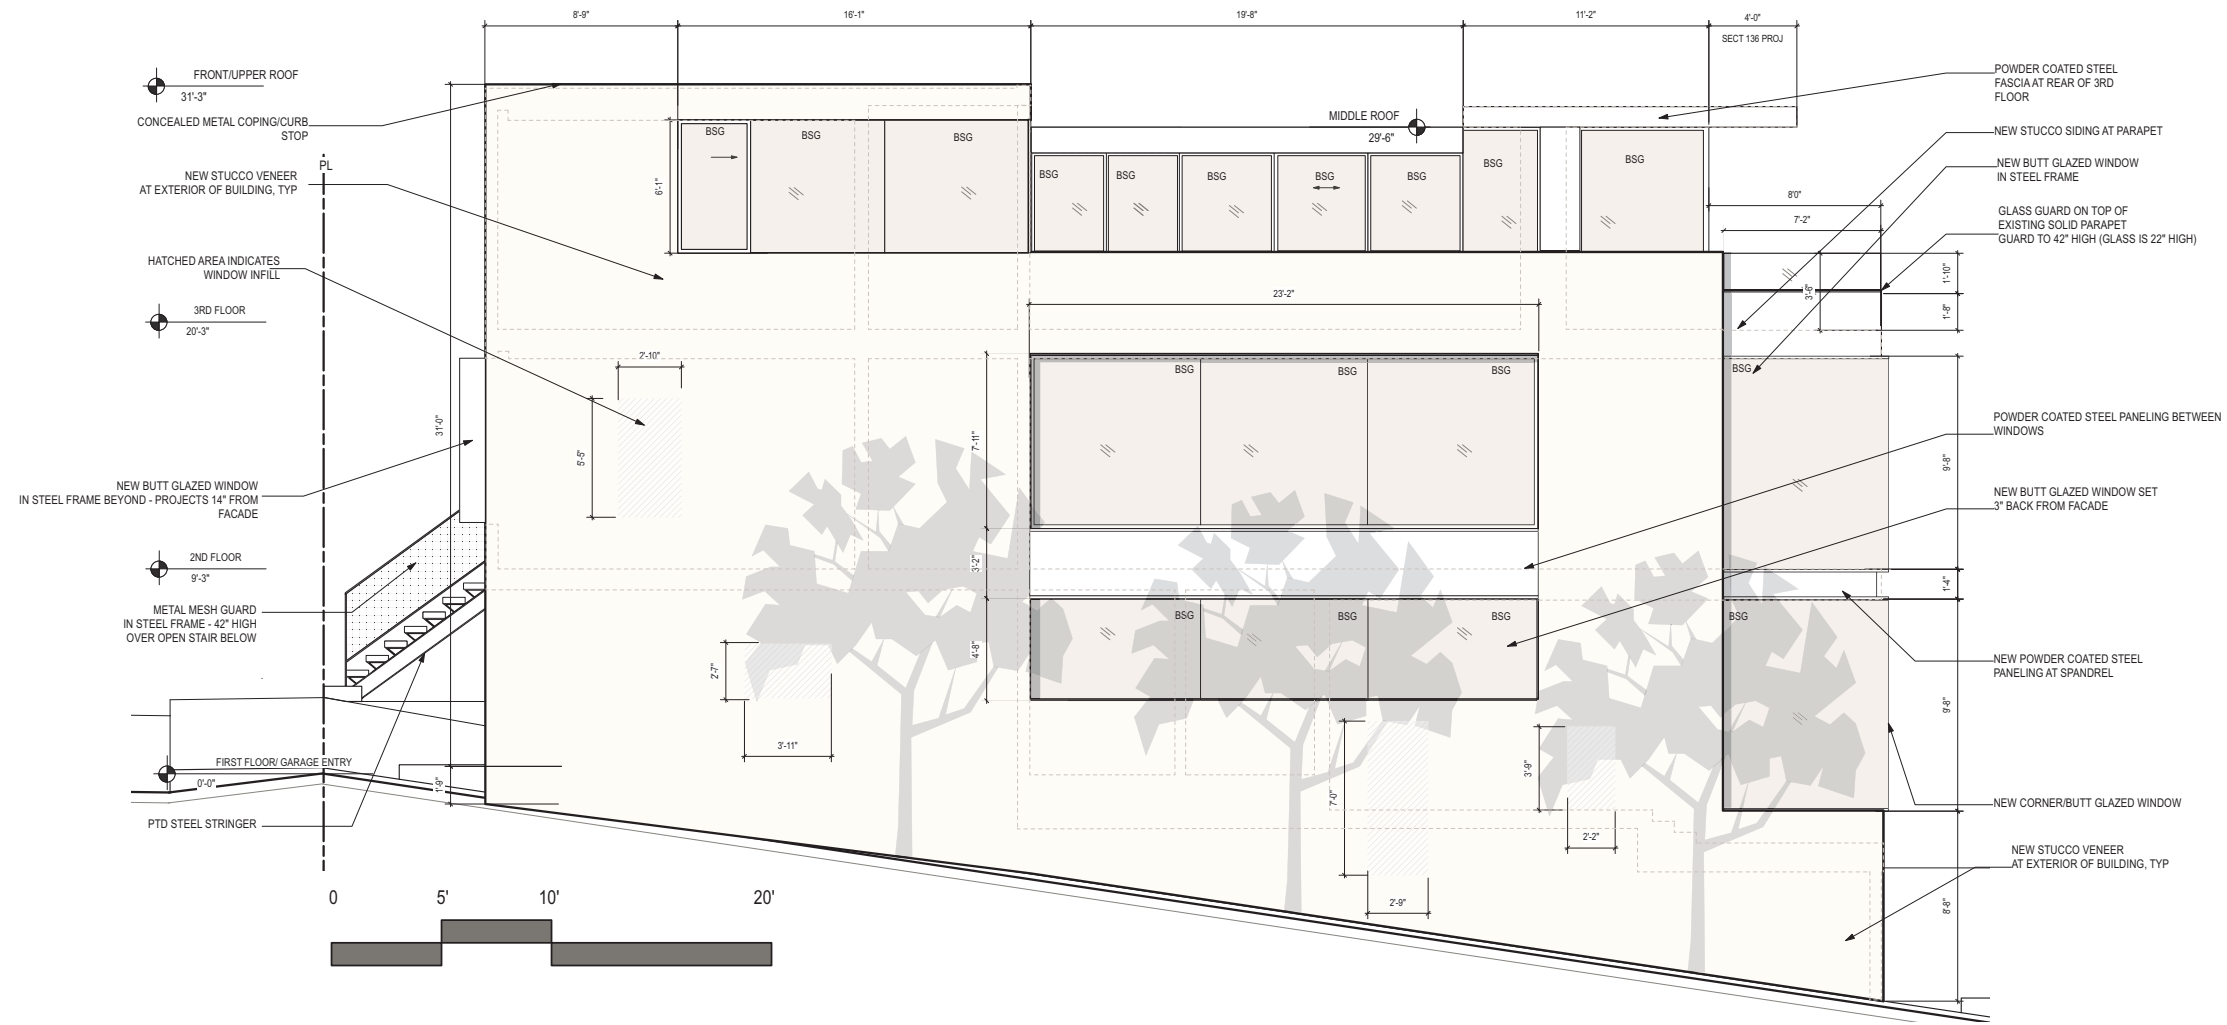 8'-9"
16'-1"
19'-8"
11'-2"
4'-0"
SECT 136 PROJ
FRONT/UPPER ROOF
31'-3"
CONCEALED METAL COPING/CURB
STOP
PL
NEW STUCCO VENEER
AT EXTERIOR OF BUILDING, TYP
HATCHED AREA INDICATES
WINDOW INFILL
3RD FLOOR
20'-3"
NEW BUTT GLAZED WINDOW
IN STEEL FRAME BEYOND - PROJECTS 14" FROM
FACADE
2ND FLOOR
9'-3"
METAL MESH GUARD
IN STEEL FRAME - 42" HIGH
OVER OPEN STAIR BELOW
FIRST FLOOR/ GARAGE ENTRY
0'-0"
PTD STEEL STRINGER
31'-0"
1'-9"
BSG
BSG
BSG
6'-1"
MIDDLE ROOF
29'-6"
BSG
BSG
BSG
BSG
BSG
BSG
BSG
23'-2"
2'-10"
5'-5"
7'-11"
3'-2"
4'-8"
BSG
BSG
BSG
BSG
BSG
BSG
2'-7"
3'-11"
7'-0"
2'-9"
3'-9"
2'-2"
BSG
BSG
8'0"
7'-2"
3'-6"
1'-10"
1'-8"
9'-8"
1'-4"
9'-8"
8'-8"
POWDER COATED STEEL
FASCIA AT REAR OF 3RD
FLOOR
NEW STUCCO SIDING AT PARAPET
NEW BUTT GLAZED WINDOW
IN STEEL FRAME
GLASS GUARD ON TOP OF
EXISTING SOLID PARAPET
GUARD TO 42" HIGH (GLASS IS 22" HIGH)
POWDER COATED STEEL PANELING BETWEEN
WINDOWS
NEW BUTT GLAZED WINDOW SET
3" BACK FROM FACADE
NEW POWDER COATED STEEL
PANELING AT SPANDREL
NEW CORNER/BUTT GLAZED WINDOW
NEW STUCCO VENEER
AT EXTERIOR OF BUILDING, TYP
0 5' 10' 20'